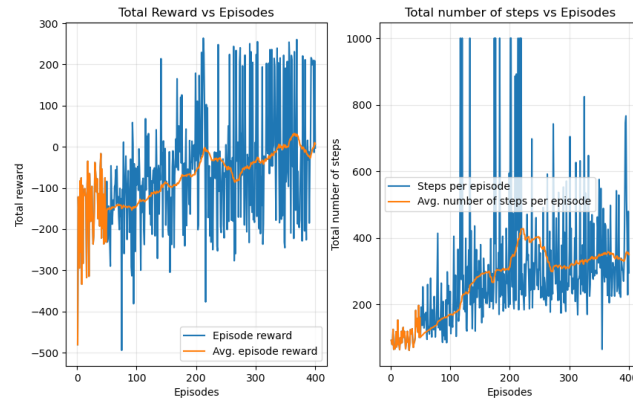 Total Reward vs Episodes
Total reward
300
200
100
0
−100
−200
−300
−400
−500
0
100
200
300
400
Episodes
Episode reward
Avg. episode reward
Total number of steps vs Episodes
Total number of steps
1000
800
600
400
200
0
100
200
300
400
Episodes
Steps per episode
Avg. number of steps per episode